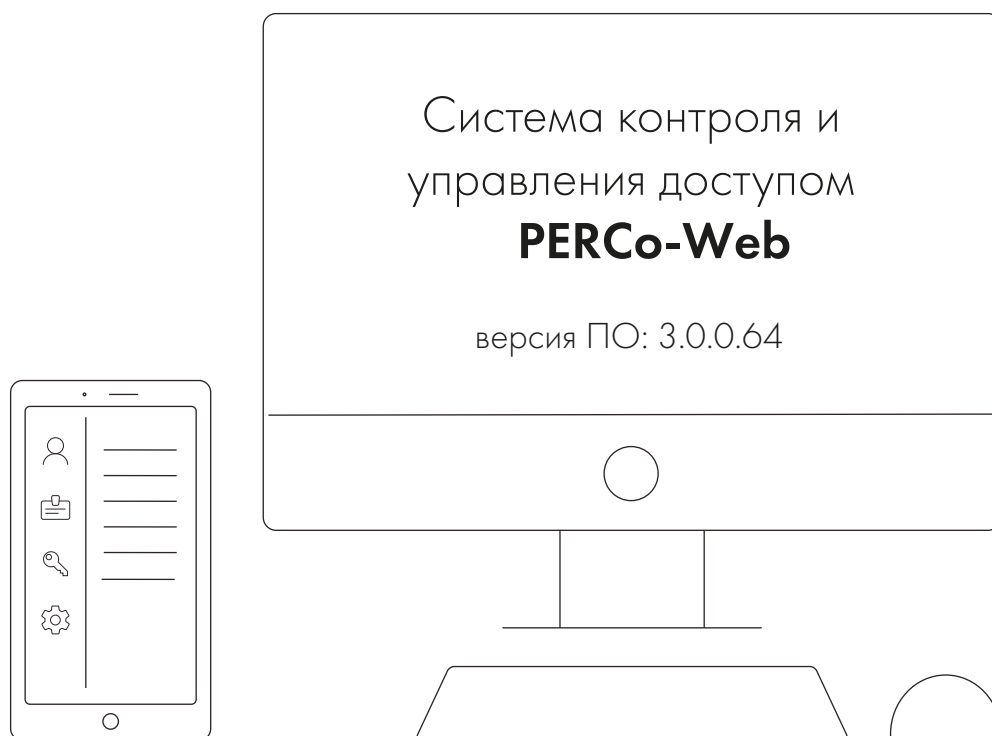 Система контроля и
управления доступом
PERCo-Web
версия ПО: 3.0.0.64